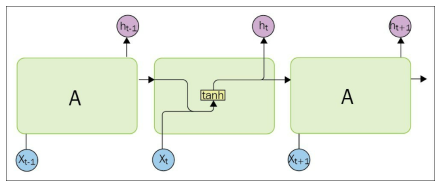 h_{t-1} h_t h_{t+1}
A tanh A
X_{t-1} X_t X_{t+1}